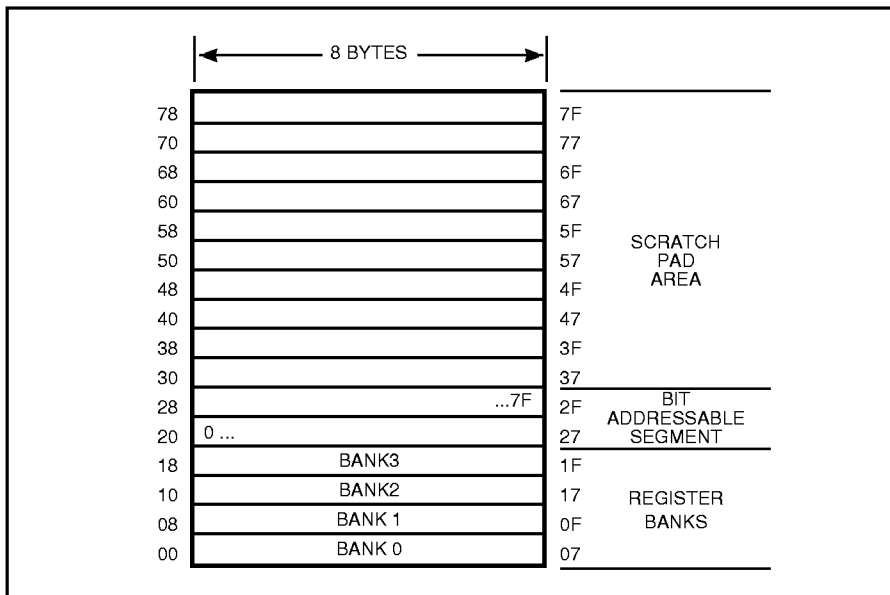 8 BYTES
78 7F
70 77
68 6F
60 67
58 5F
50 57
48 4F
40 47
38 3F
30 37
SCRATCH
PAD
AREA
28 ...7F 2F
20 0 ... 27
BIT
ADDRESSABLE
SEGMENT
18 BANK3 1F
10 BANK2 17
08 BANK 1 0F
00 BANK 0 07
REGISTER
BANKS